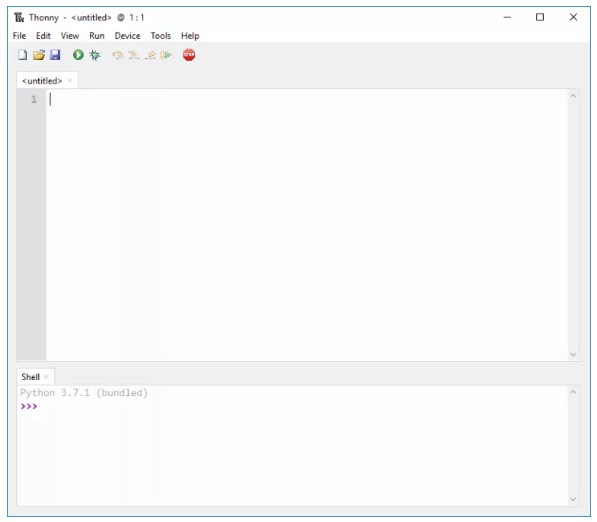 Thonny - <untitled> @ 1:1
File Edit View Run Device Tools Help
STOP
<untitled> ×
1
Shell ×
Python 3.7.1 (bundled)
>>>